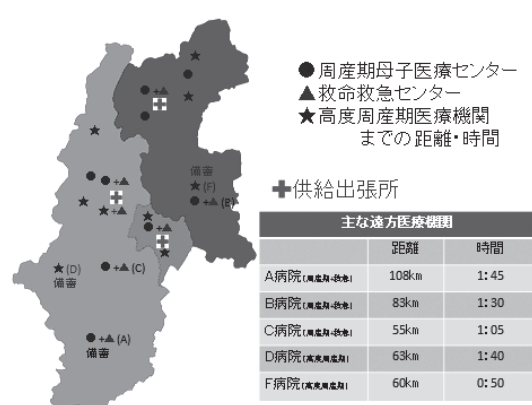 ●周産期母子医療センター
▲救命救急センター
★高度周産期医療機関
までの距離・時間
✚供給出張所
主な遠方医療機関
距離 時間
A病院(周産期+救急) 108km 1:45
B病院(周産期+救急) 83km 1:30
C病院(周産期+救急) 55km 1:05
D病院(高度周産期) 63km 1:40
F病院(高度周産期) 60km 0:50
●+▲
備蓄
★(F)
●+▲(B)
●+▲
★+▲
●+▲
★(D)
備蓄
●+▲(C)
●+▲(A)
備蓄